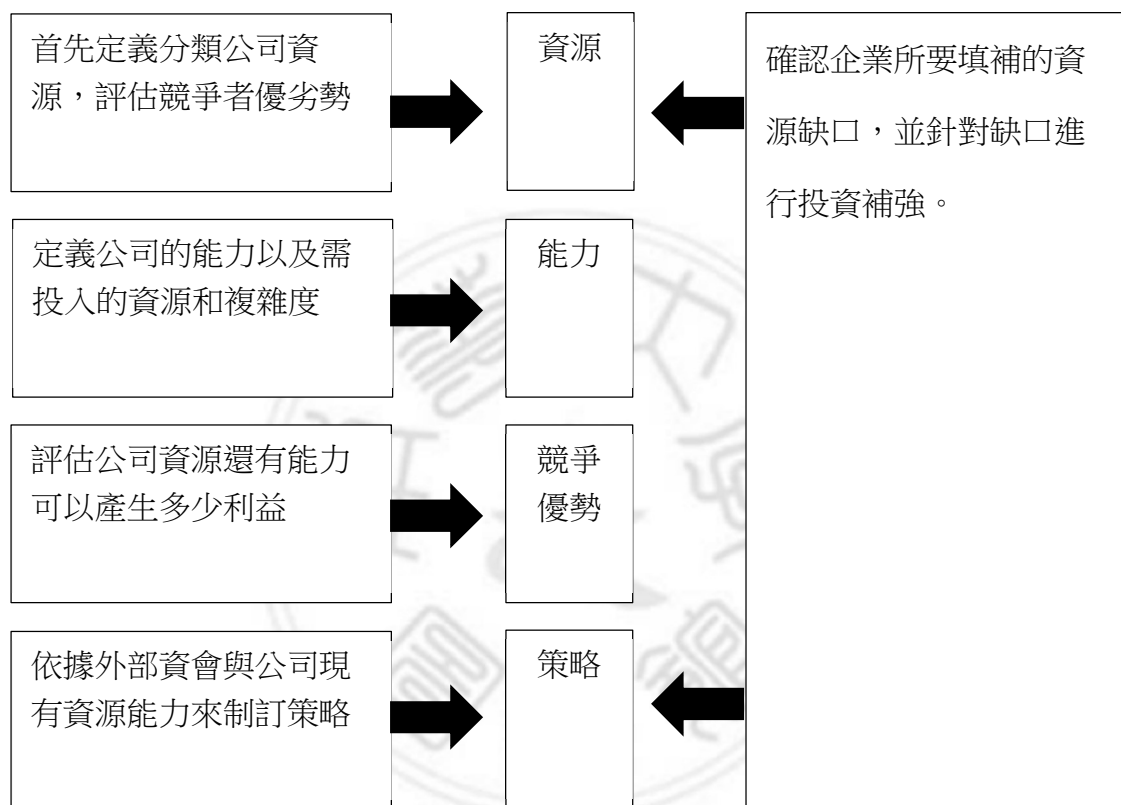 首先定義分類公司資
源，評估競爭者優劣勢
資源
確認企業所要填補的資
源缺口，並針對缺口進
行投資補強。
定義公司的能力以及需
投入的資源和複雜度
能力
評估公司資源還有能力
可以產生多少利益
競爭
優勢
依據外部資會與公司現
有資源能力來制訂策略
策略